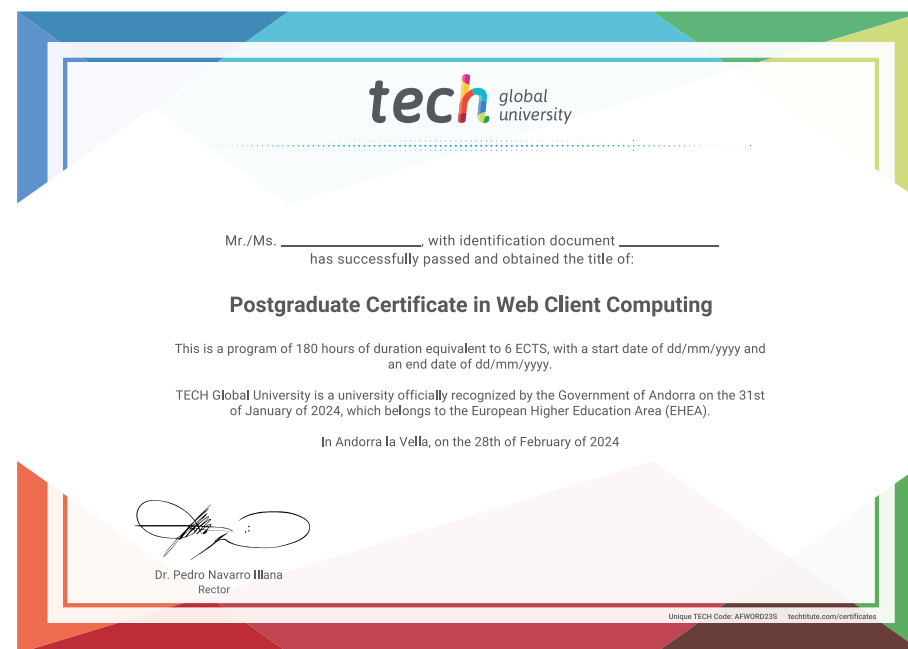 tech global university
Mr./Ms. ____________________, with identification document ______________
has successfully passed and obtained the title of:
Postgraduate Certificate in Web Client Computing
This is a program of 180 hours of duration equivalent to 6 ECTS, with a start date of dd/mm/yyyy and
an end date of dd/mm/yyyy.
TECH Global University is a university officially recognized by the Government of Andorra on the 31st
of January of 2024, which belongs to the European Higher Education Area (EHEA).
In Andorra la Vella, on the 28th of February of 2024
Dr. Pedro Navarro Illana
Rector
Unique TECH Code: AFWORD23S techtitute.com/certificates